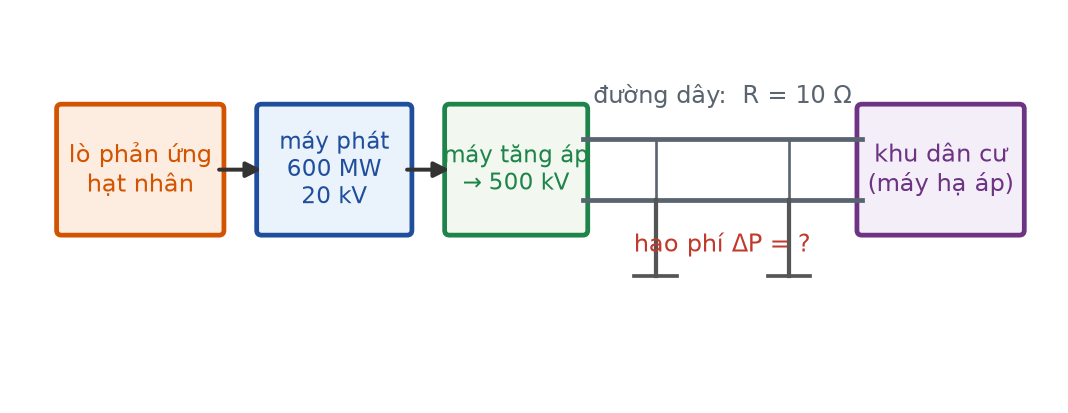 đường dây:  R = 10 Ω
lò phản ứng
hạt nhân
máy phát
600 MW
20 kV
máy tăng áp
→ 500 kV
khu dân cư
(máy hạ áp)
hao phí ΔP = ?